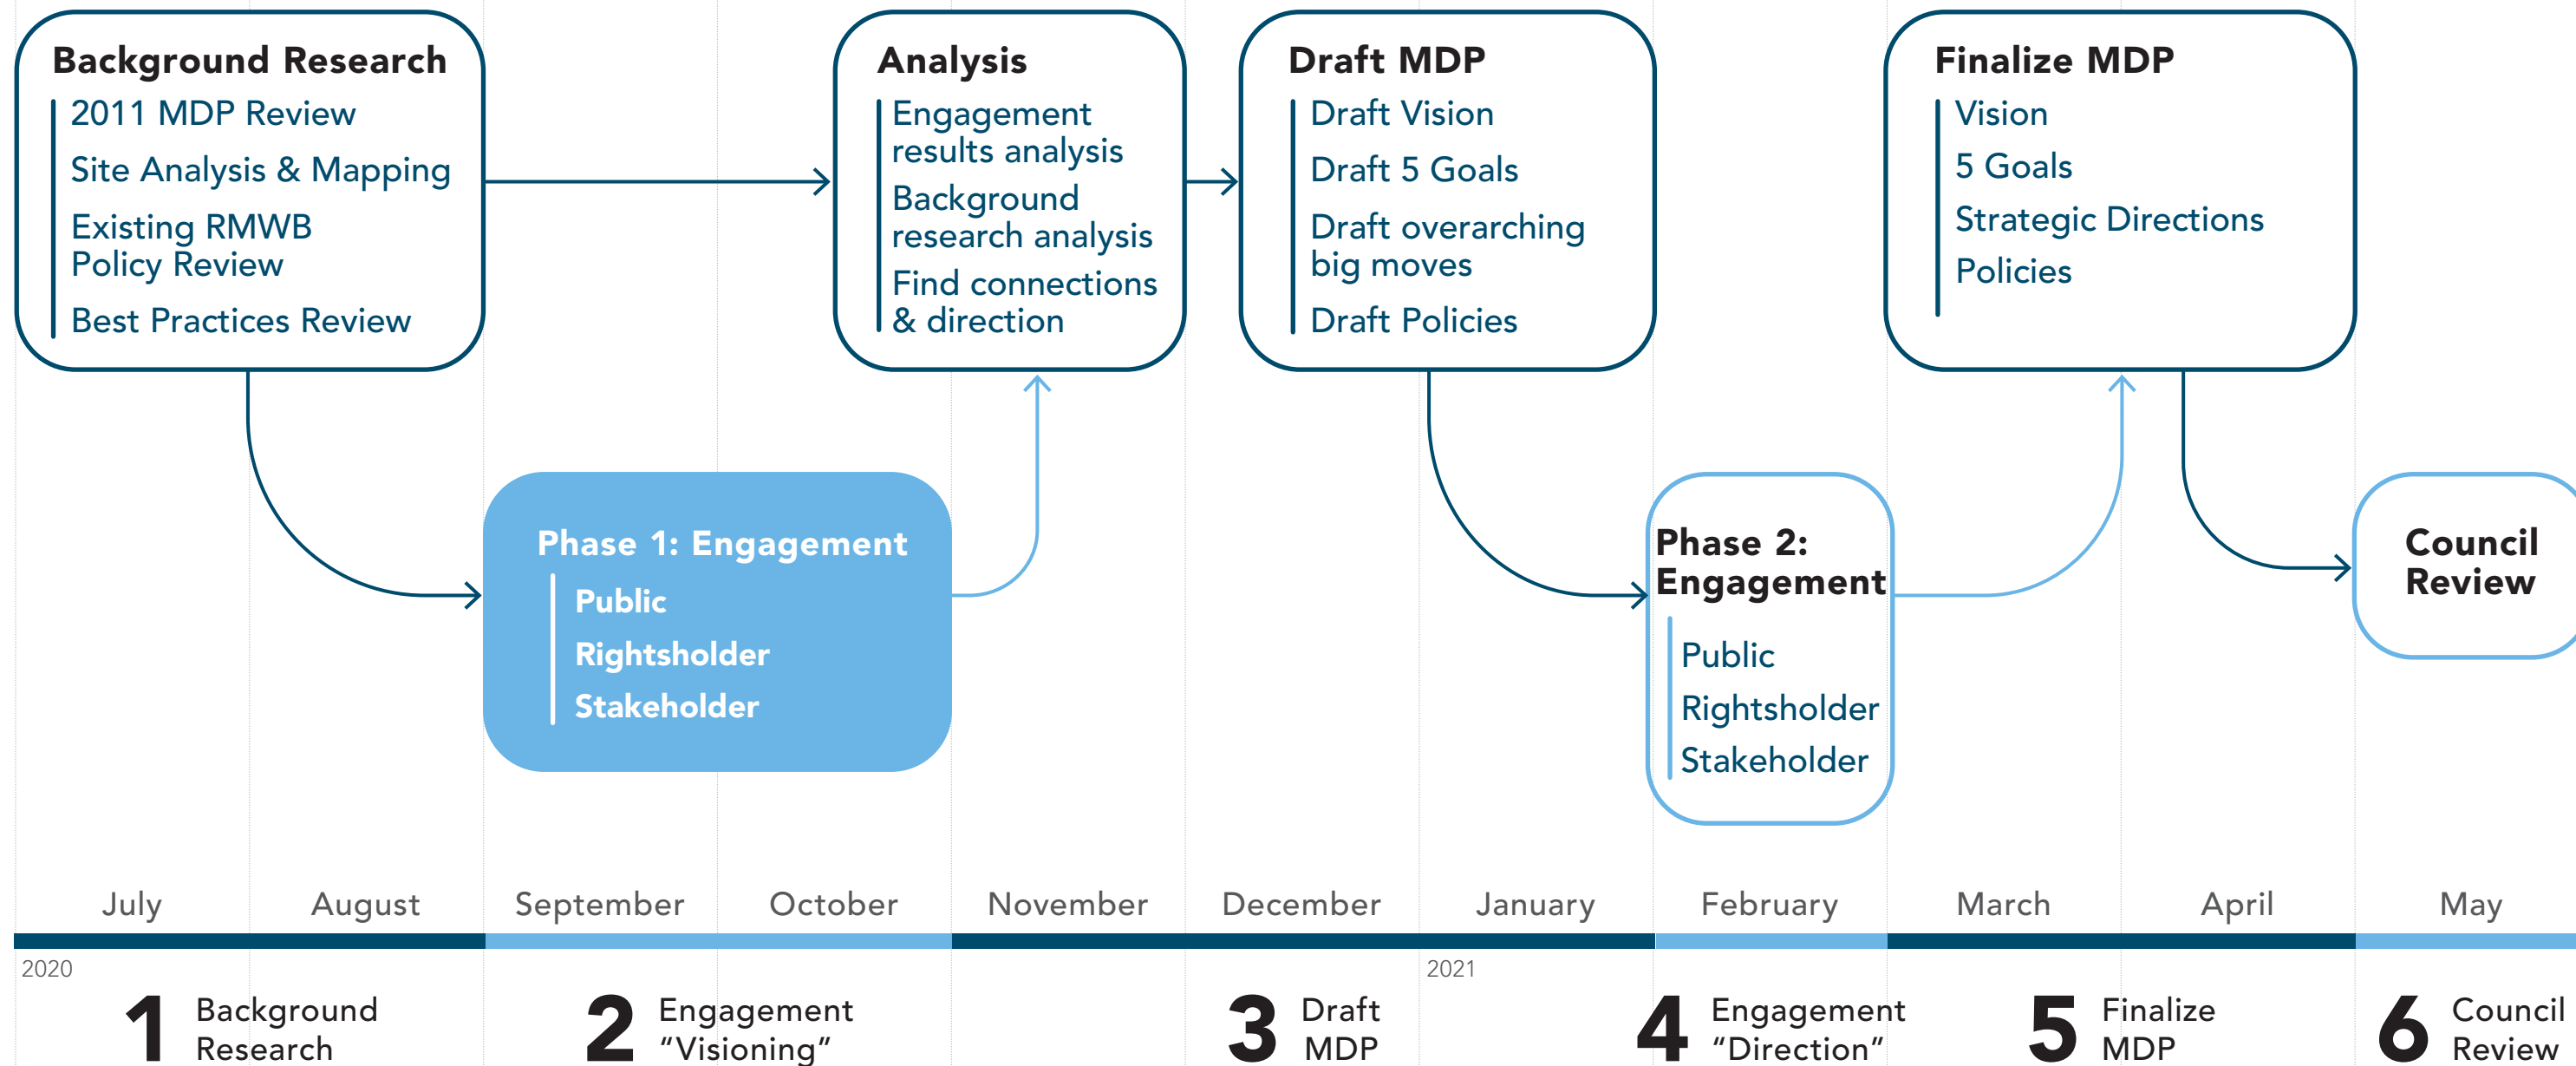 Background Research
2011 MDP Review
Site Analysis & Mapping
Existing RMWB
Policy Review
Best Practices Review
Analysis
Engagement
results analysis
Background
research analysis
Find connections
& direction
Draft MDP
Draft Vision
Draft 5 Goals
Draft overarching
big moves
Draft Policies
Finalize MDP
Vision
5 Goals
Strategic Directions
Policies
Phase 1: Engagement
Public
Rightsholder
Stakeholder
Phase 2:
Engagement
Public
Rightsholder
Stakeholder
Council
Review
July
August
September
October
November
December
January
February
March
April
May
2020
2021
1 Background
Research
2 Engagement
“Visioning”
3 Draft
MDP
4 Engagement
“Direction”
5 Finalize
MDP
6 Council
Review